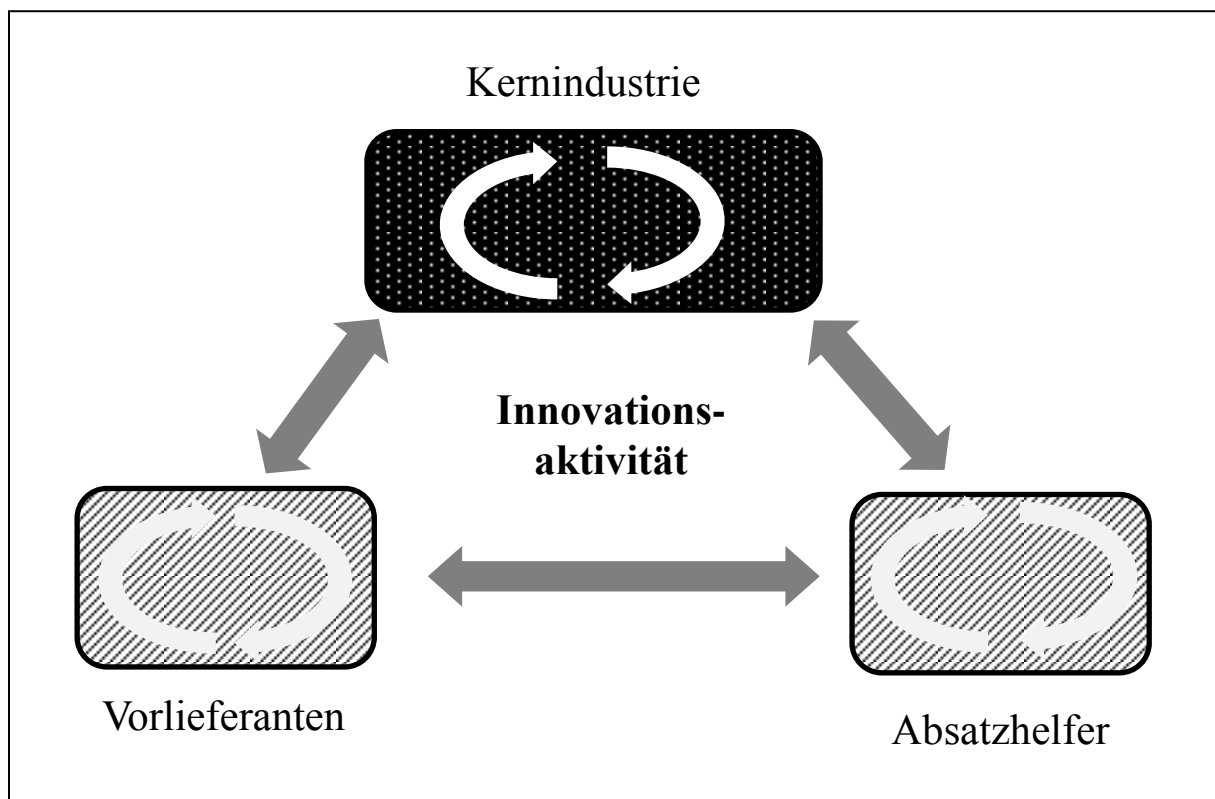 Kernindustrie
Innovations-
aktivität
Vorlieferanten
Absatzhelfer